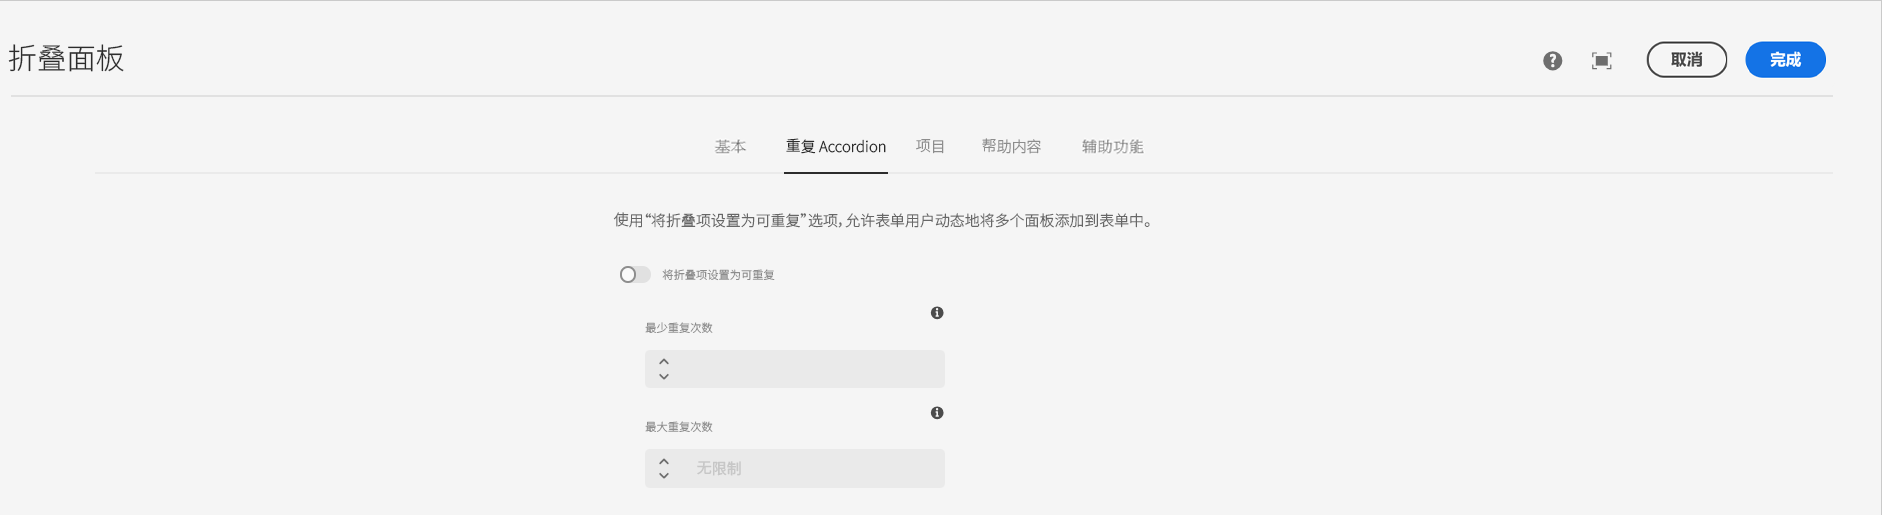 折叠面板
取消
完成
基本
重复 Accordion
项目
帮助内容
辅助功能
使用“将折叠项设置为可重复”选项，允许表单用户动态地将多个面板添加到表单中。
将折叠项设置为可重复
最少重复次数
最大重复次数
无限制